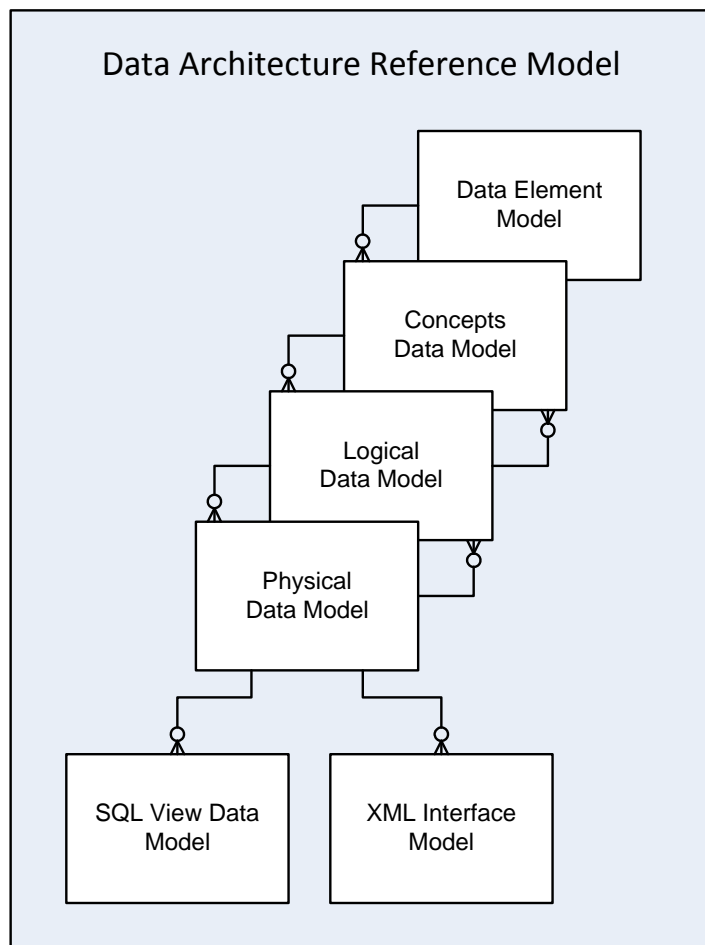 Data Architecture Reference Model
Data Element
Model
Concepts
Data Model
Logical
Data Model
Physical
Data Model
SQL View Data
Model
XML Interface
Model